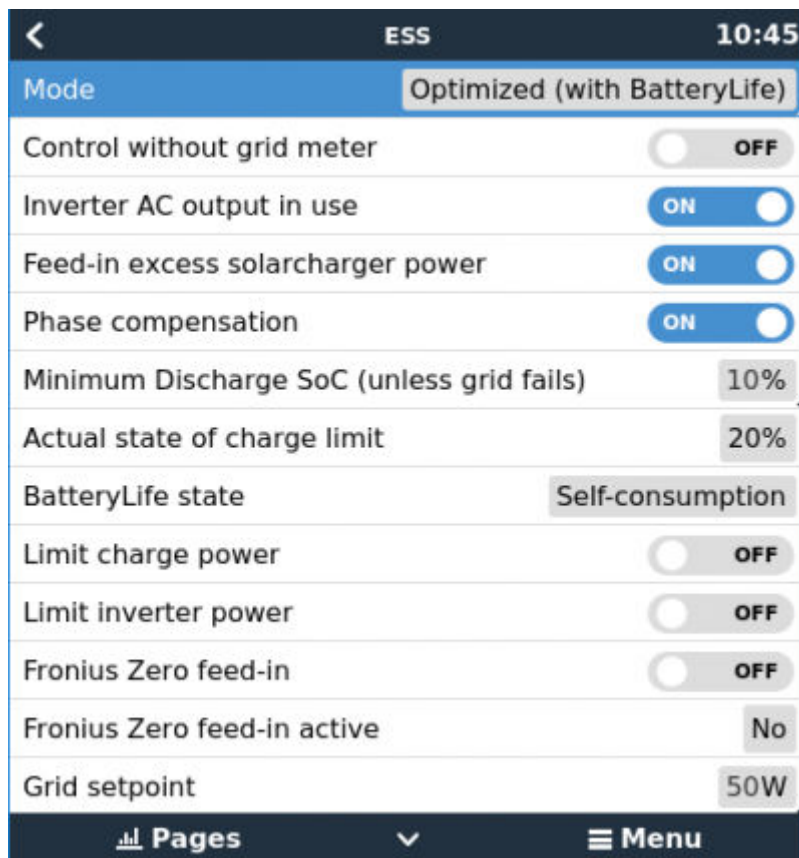 ESS 10:45
Mode Optimized (with BatteryLife)
Control without grid meter OFF
Inverter AC output in use ON
Feed-in excess solarcharger power ON
Phase compensation ON
Minimum Discharge SoC (unless grid fails) 10%
Actual state of charge limit 20%
BatteryLife state Self-consumption
Limit charge power OFF
Limit inverter power OFF
Fronius Zero feed-in OFF
Fronius Zero feed-in active No
Grid setpoint 50W
Pages Menu